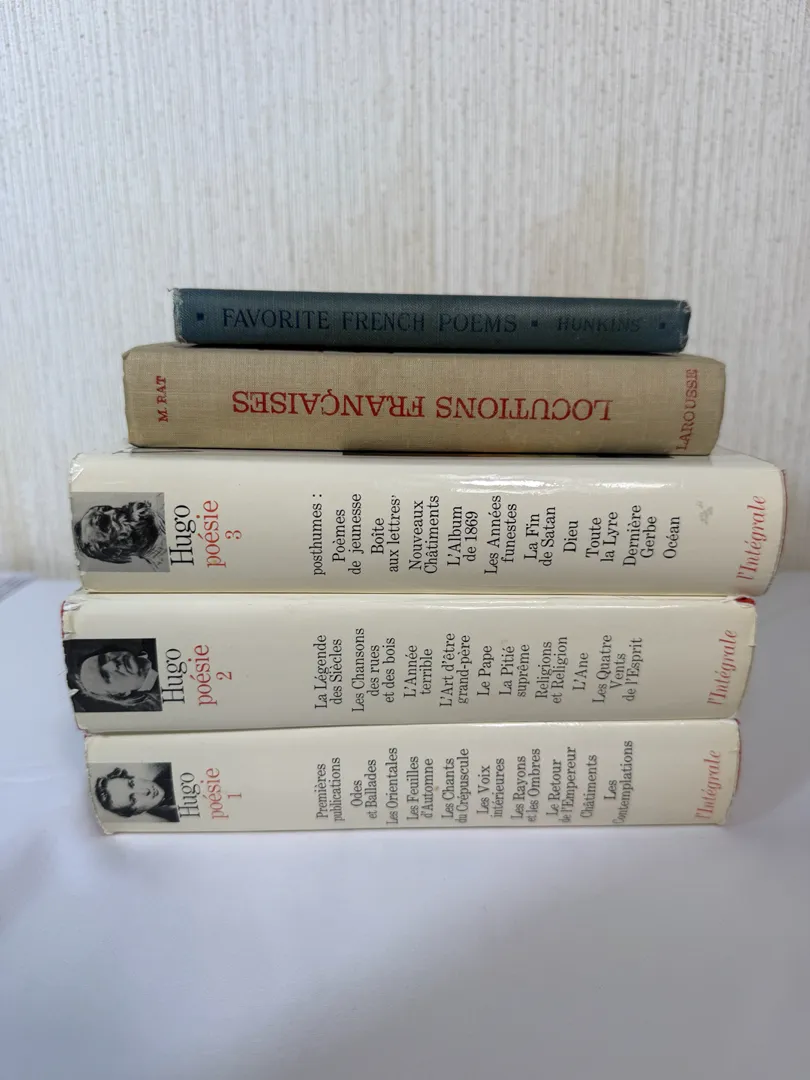 FAVORITE FRENCH POEMS ▪ HUNKINS
M. RAT
LOCUTIONS FRANÇAISES
LAROUSSE
Hugo
poésie
3
posthumes :
Poèmes
de jeunesse
Boîte
aux lettres
Nouveaux
Châtiments
L'Album
de 1869
Les Années
funestes
La Fin
de Satan
Dieu
Toute
la Lyre
Dernière
Gerbe
Océan
l'Intégrale
Hugo
poésie
2
La Légende
des Siècles
Les Chansons
des rues
et des bois
L'Année
terrible
L'Art d'être
grand-père
Le Pape
La Pitié
suprême
Religions
et Religion
L'Ane
Les Quatre
Vents
de l'Esprit
l'Intégrale
Hugo
poésie
1
Premières
publications
Odes
et Ballades
Les Orientales
Les Feuilles
d'Automne
Les Chants
du Crépuscule
Les Voix
intérieures
Les Rayons
et les Ombres
Le Retour
de l'Empereur
Châtiments
Les
Contemplations
l'Intégrale